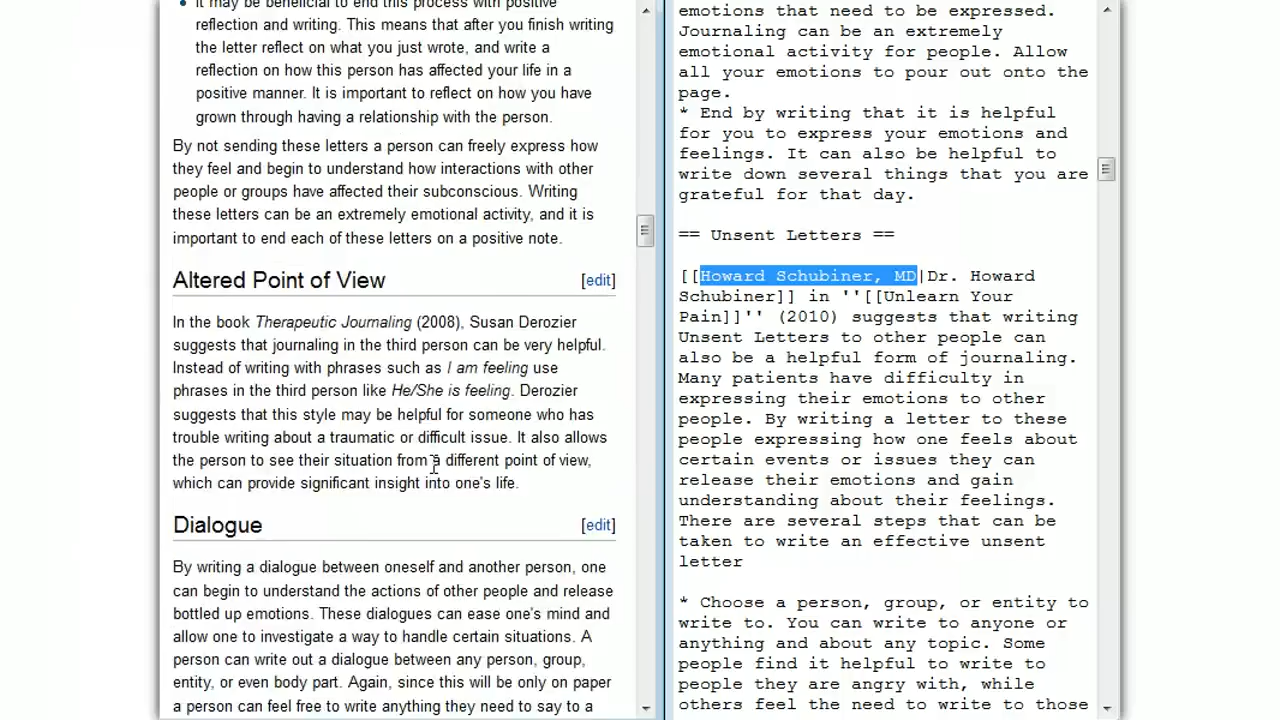 It may be beneficial to end this process with positive
reflection and writing. This means that after you finish writing
the letter reflect on what you just wrote, and write a
reflection on how this person has affected your life in a
positive manner. It is important to reflect on how you have
grown through having a relationship with the person.
By not sending these letters a person can freely express how
they feel and begin to understand how interactions with other
people or groups have affected their subconscious. Writing
these letters can be an extremely emotional activity, and it is
important to end each of these letters on a positive note.
Altered Point of View [edit]
In the book Therapeutic Journaling (2008), Susan Derozier
suggests that journaling in the third person can be very helpful.
Instead of writing with phrases such as I am feeling use
phrases in the third person like He/She is feeling. Derozier
suggests that this style may be helpful for someone who has
trouble writing about a traumatic or difficult issue. It also allows
the person to see their situation from a different point of view,
which can provide significant insight into one's life.
Dialogue [edit]
By writing a dialogue between oneself and another person, one
can begin to understand the actions of other people and release
bottled up emotions. These dialogues can ease one's mind and
allow one to investigate a way to handle certain situations. A
person can write out a dialogue between any person, group,
entity, or even body part. Again, since this will be only on paper
a person can feel free to write anything they need to say to a
emotions that need to be expressed.
Journaling can be an extremely
emotional activity for people. Allow
all your emotions to pour out onto the
page.
* End by writing that it is helpful
for you to express your emotions and
feelings. It can also be helpful to
write down several things that you are
grateful for that day.
== Unsent Letters ==
[[Howard Schubiner, MD|Dr. Howard
Schubiner]] in ''[[Unlearn Your
Pain]]'' (2010) suggests that writing
Unsent Letters to other people can
also be a helpful form of journaling.
Many patients have difficulty in
expressing their emotions to other
people. By writing a letter to these
people expressing how one feels about
certain events or issues they can
release their emotions and gain
understanding about their feelings.
There are several steps that can be
taken to write an effective unsent
letter
* Choose a person, group, or entity to
write to. You can write to anyone or
anything and about any topic. Some
people find it helpful to write to
people they are angry with, while
others feel the need to write to those